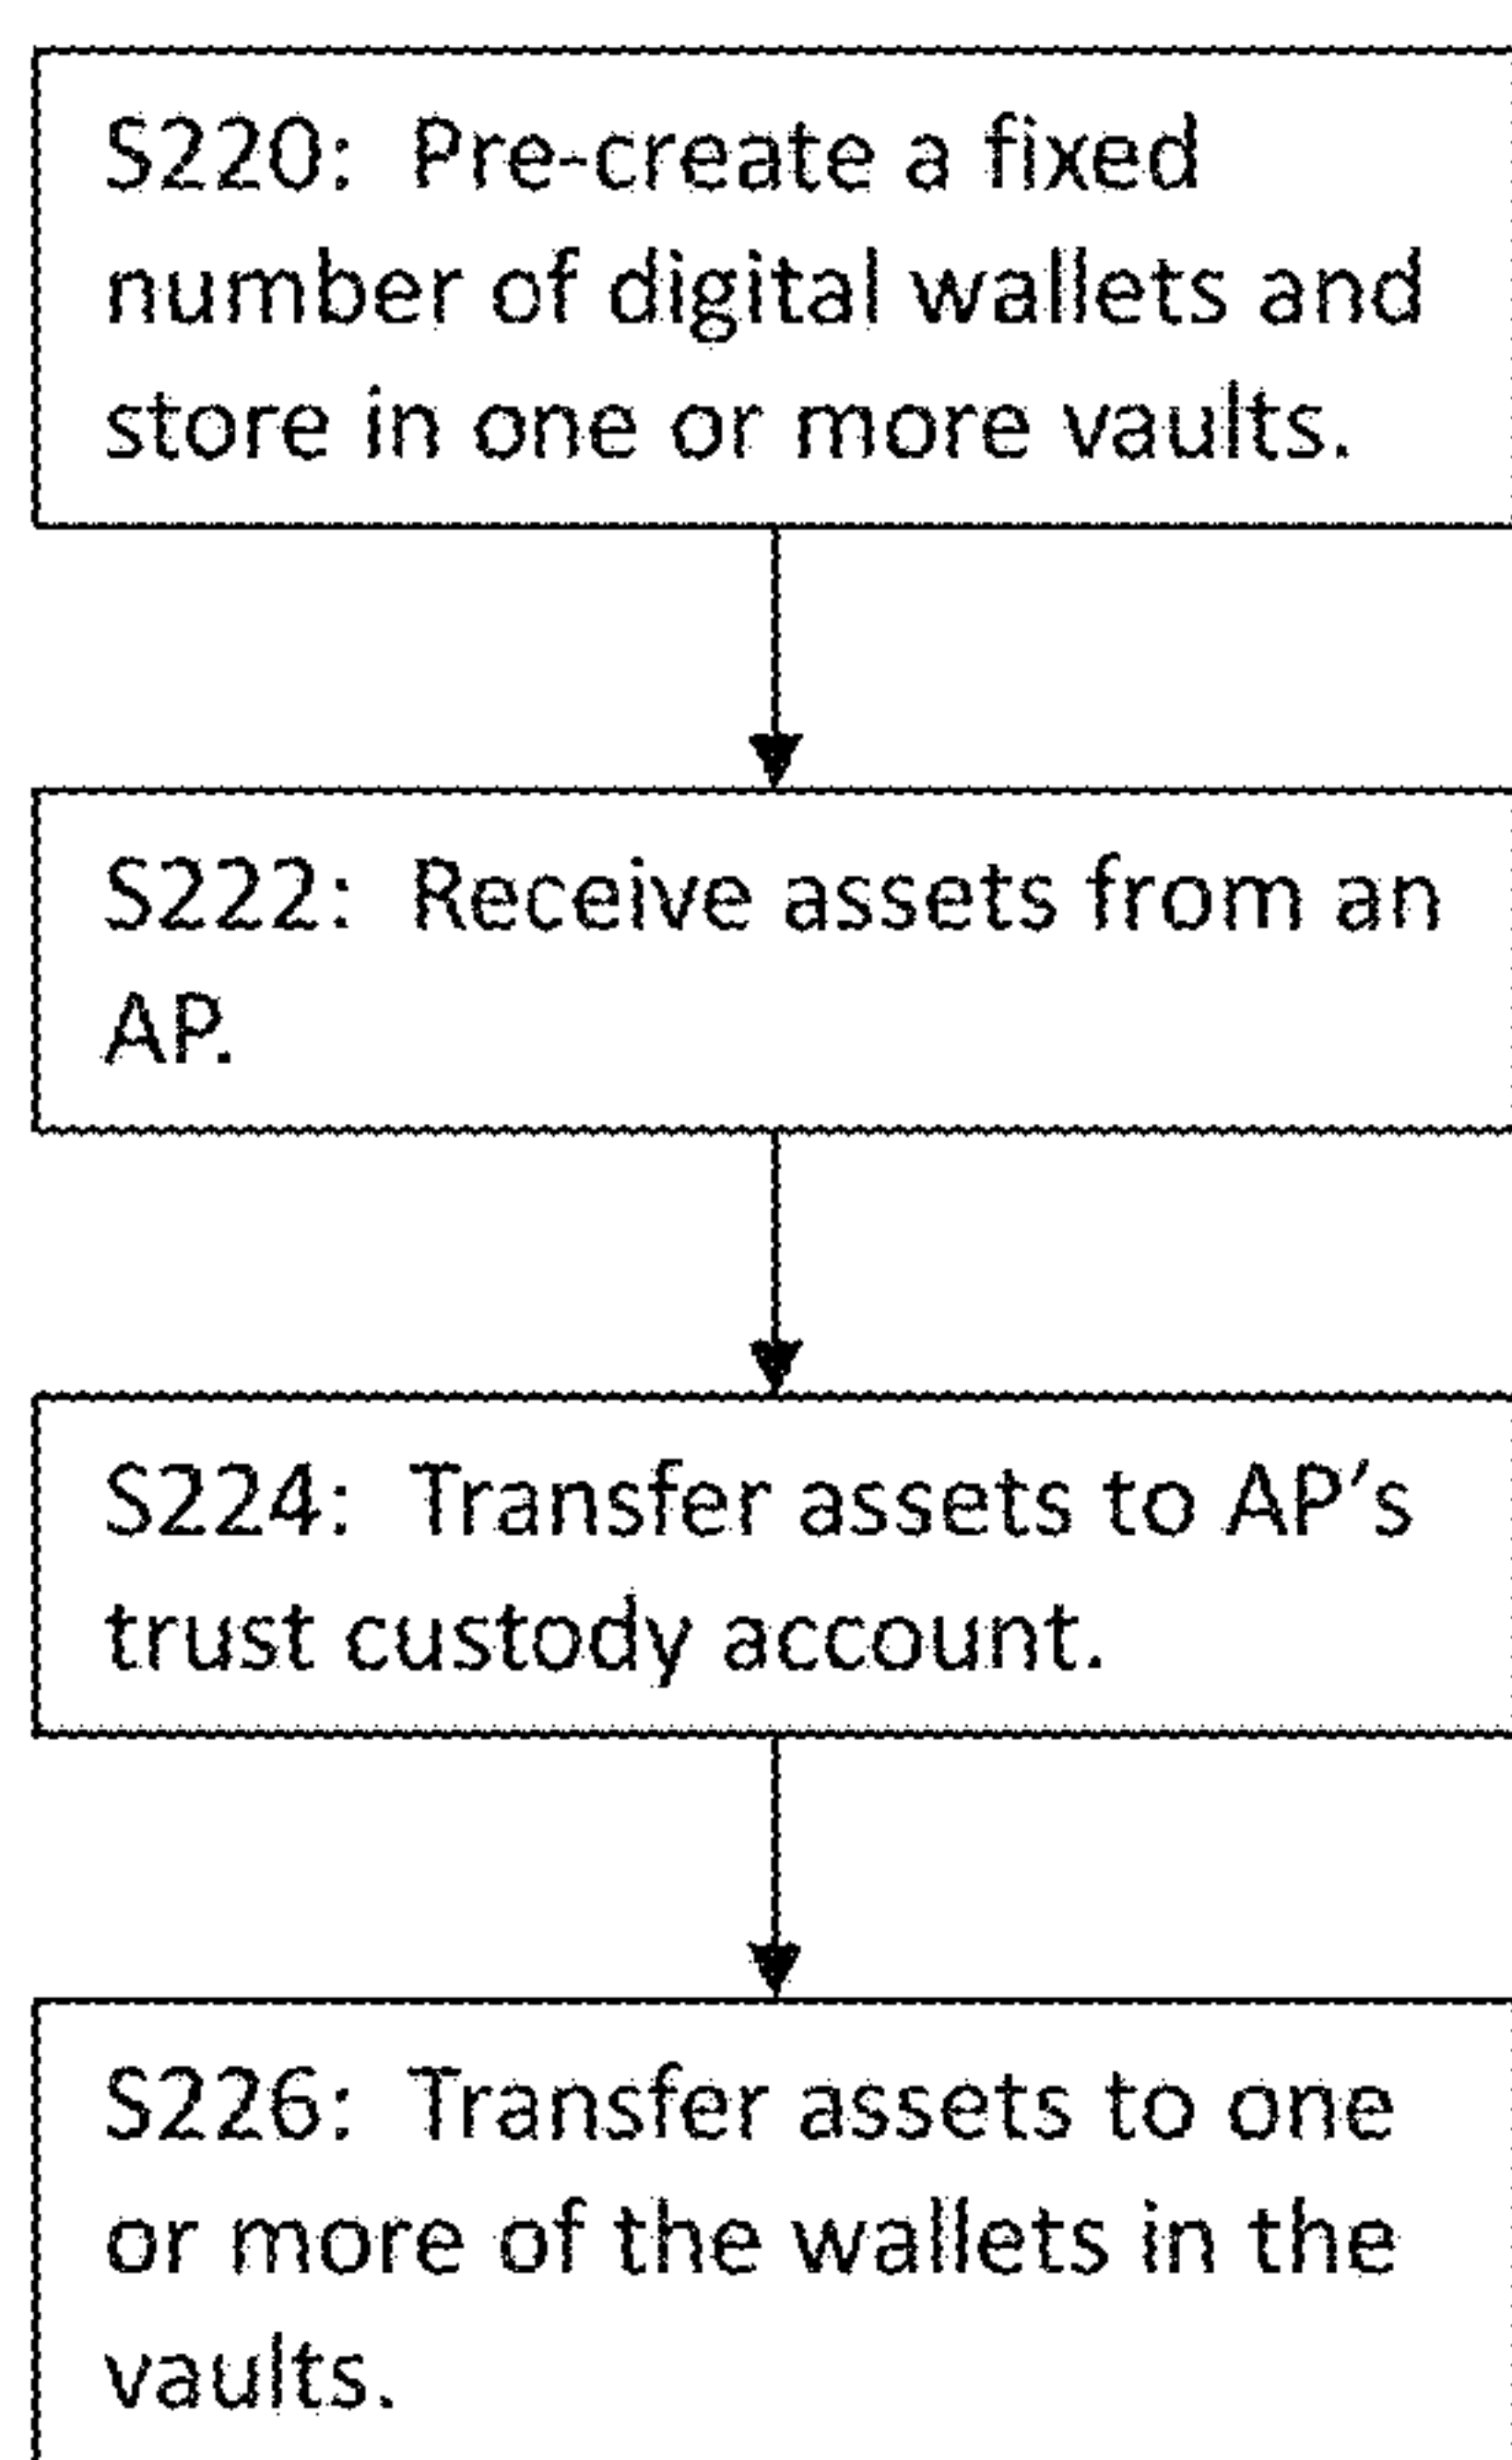 S220:  Pre-create a fixed
number of digital wallets and
store in one or more vaults.
S222:  Receive assets from an
AP.
S224:  Transfer assets to AP's
trust custody account.
S226:  Transfer assets to one
or more of the wallets in the
vaults.